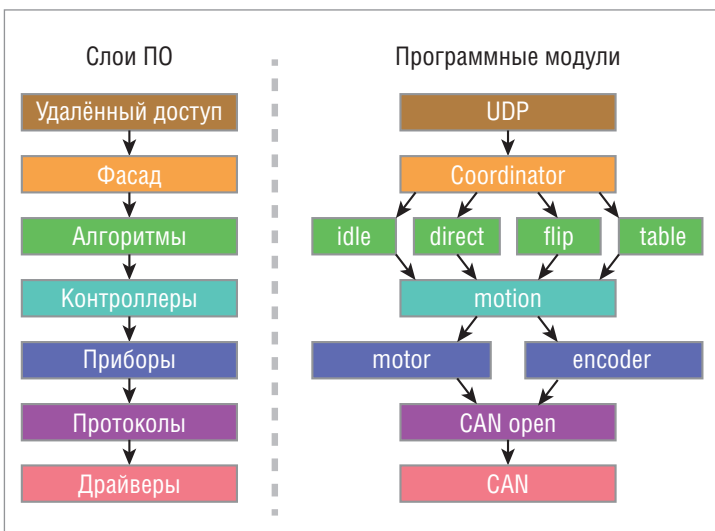 Слои ПО
Программные модули
Удалённый доступ
UDP
Фасад
Coordinator
Алгоритмы
idle
direct
flip
table
Контроллеры
motion
Приборы
motor
encoder
Протоколы
CAN open
Драйверы
CAN